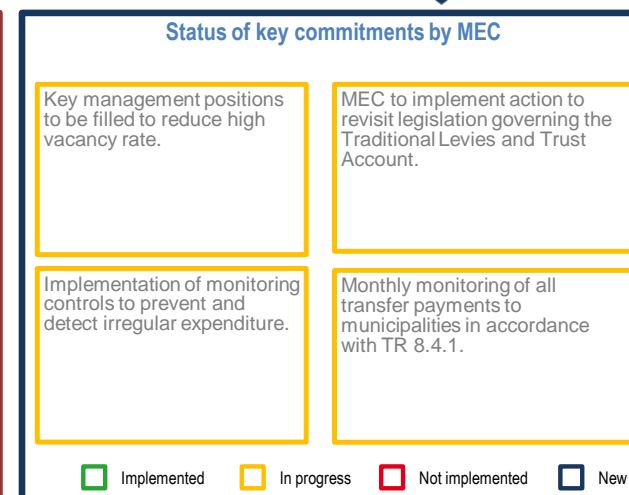 Status of key commitments by MEC
Key management positions
to be filled to reduce high
vacancy rate.
MEC to implement action to
revisit legislation governing the
Traditional Levies and Trust
Account.
Implementation of monitoring
controls to prevent and
detect irregular expenditure.
Monthly monitoring of all
transfer payments to
municipalities in accordance
with TR 8.4.1.
Implemented In progress Not implemented New